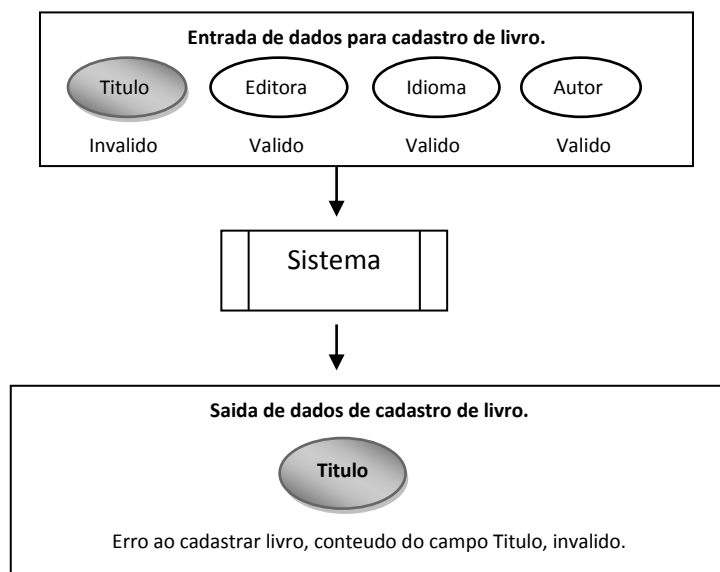 Entrada de dados para cadastro de livro.
Titulo Editora Idioma Autor
Invalido Valido Valido Valido
Sistema
Saida de dados de cadastro de livro.
Titulo
Erro ao cadastrar livro, conteudo do campo Titulo, invalido.